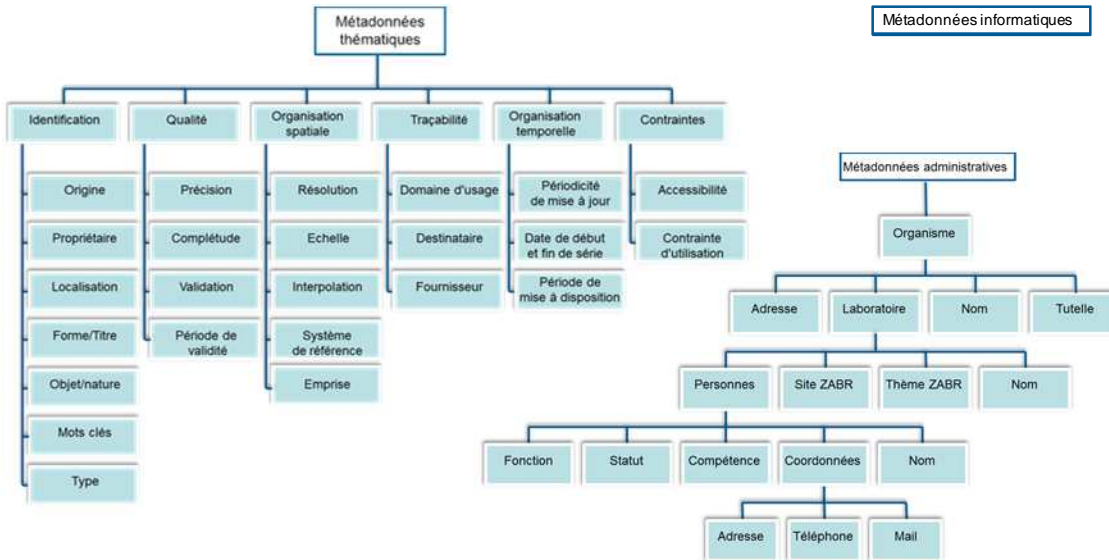 Métadonnées
thématiques
Métadonnées informatiques
Identification
Qualité
Organisation
spatiale
Traçabilité
Organisation
temporelle
Contraintes
Origine
Propriétaire
Localisation
Forme/Titre
Objet/nature
Mots clés
Type
Précision
Complétude
Validation
Période de
validité
Résolution
Echelle
Interpolation
Système
de référence
Emprise
Domaine d'usage
Destinataire
Fournisseur
Périodicité
de mise à jour
Date de début
et fin de série
Période de
mise à disposition
Accessibilité
Contrainte
d'utilisation
Métadonnées administratives
Organisme
Adresse
Laboratoire
Nom
Tutelle
Personnes
Site ZABR
Thème ZABR
Nom
Fonction
Statut
Compétence
Coordonnées
Nom
Adresse
Téléphone
Mail